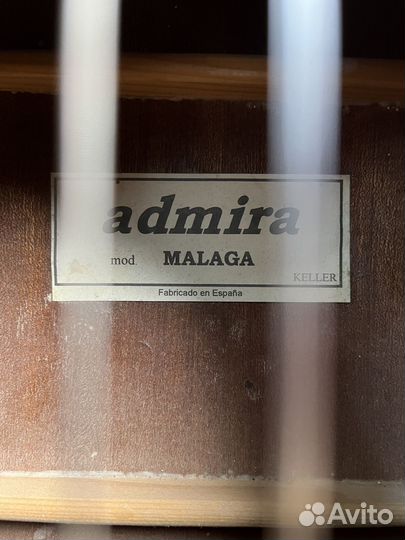 admira
mod. MALAGA
KELLER
Fabricado en España
Avito